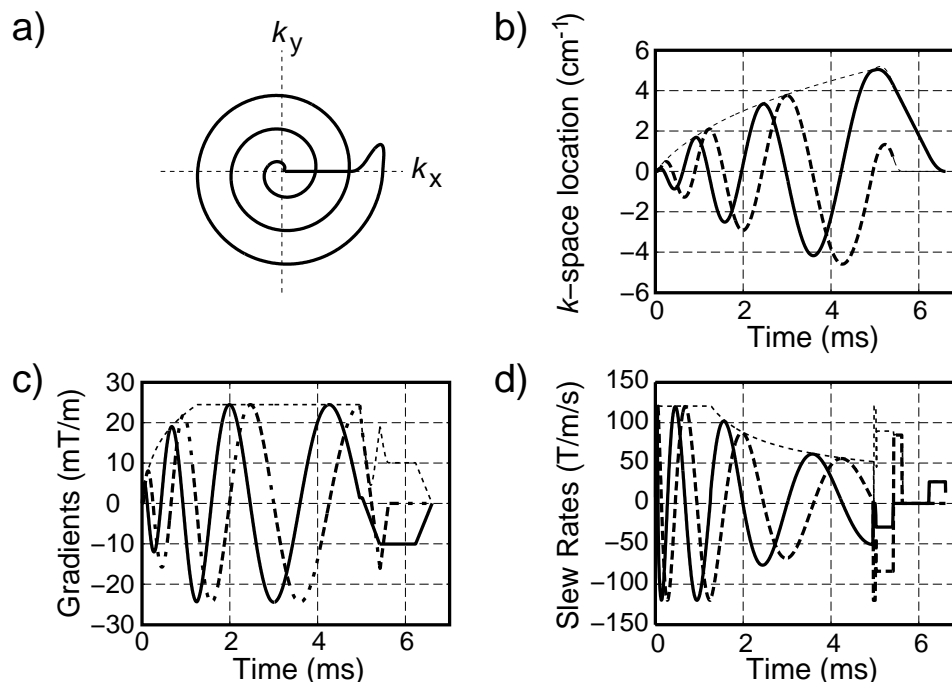 a)
k y
k x
b)
k–space location (cm-1)
6
4
2
0
–2
–4
–6
0 2 4 6
Time (ms)
c)
Gradients (mT/m)
30
20
10
0
–10
–20
–30
0 2 4 6
Time (ms)
d)
Slew Rates (T/m/s)
150
100
50
0
–50
–100
–150
0 2 4 6
Time (ms)